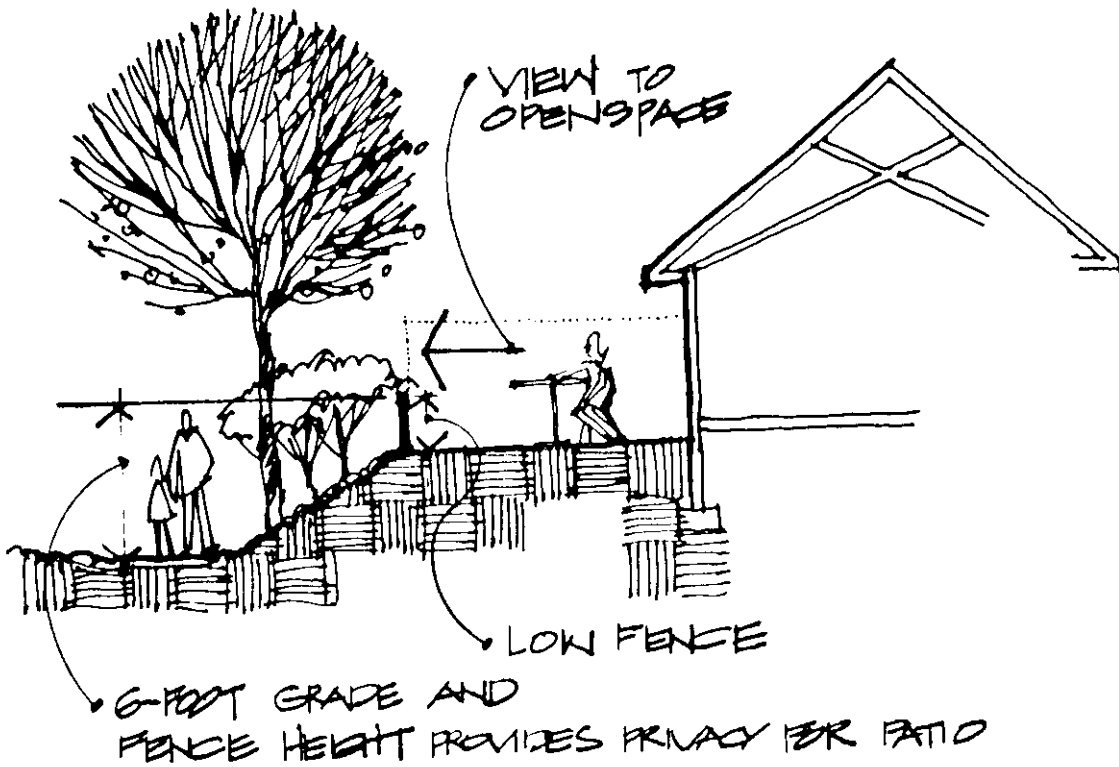 VIEW TO
OPENSPACE
LOW FENCE
6-FOOT GRADE AND
FENCE HEIGHT PROVIDES PRIVACY FOR PATIO